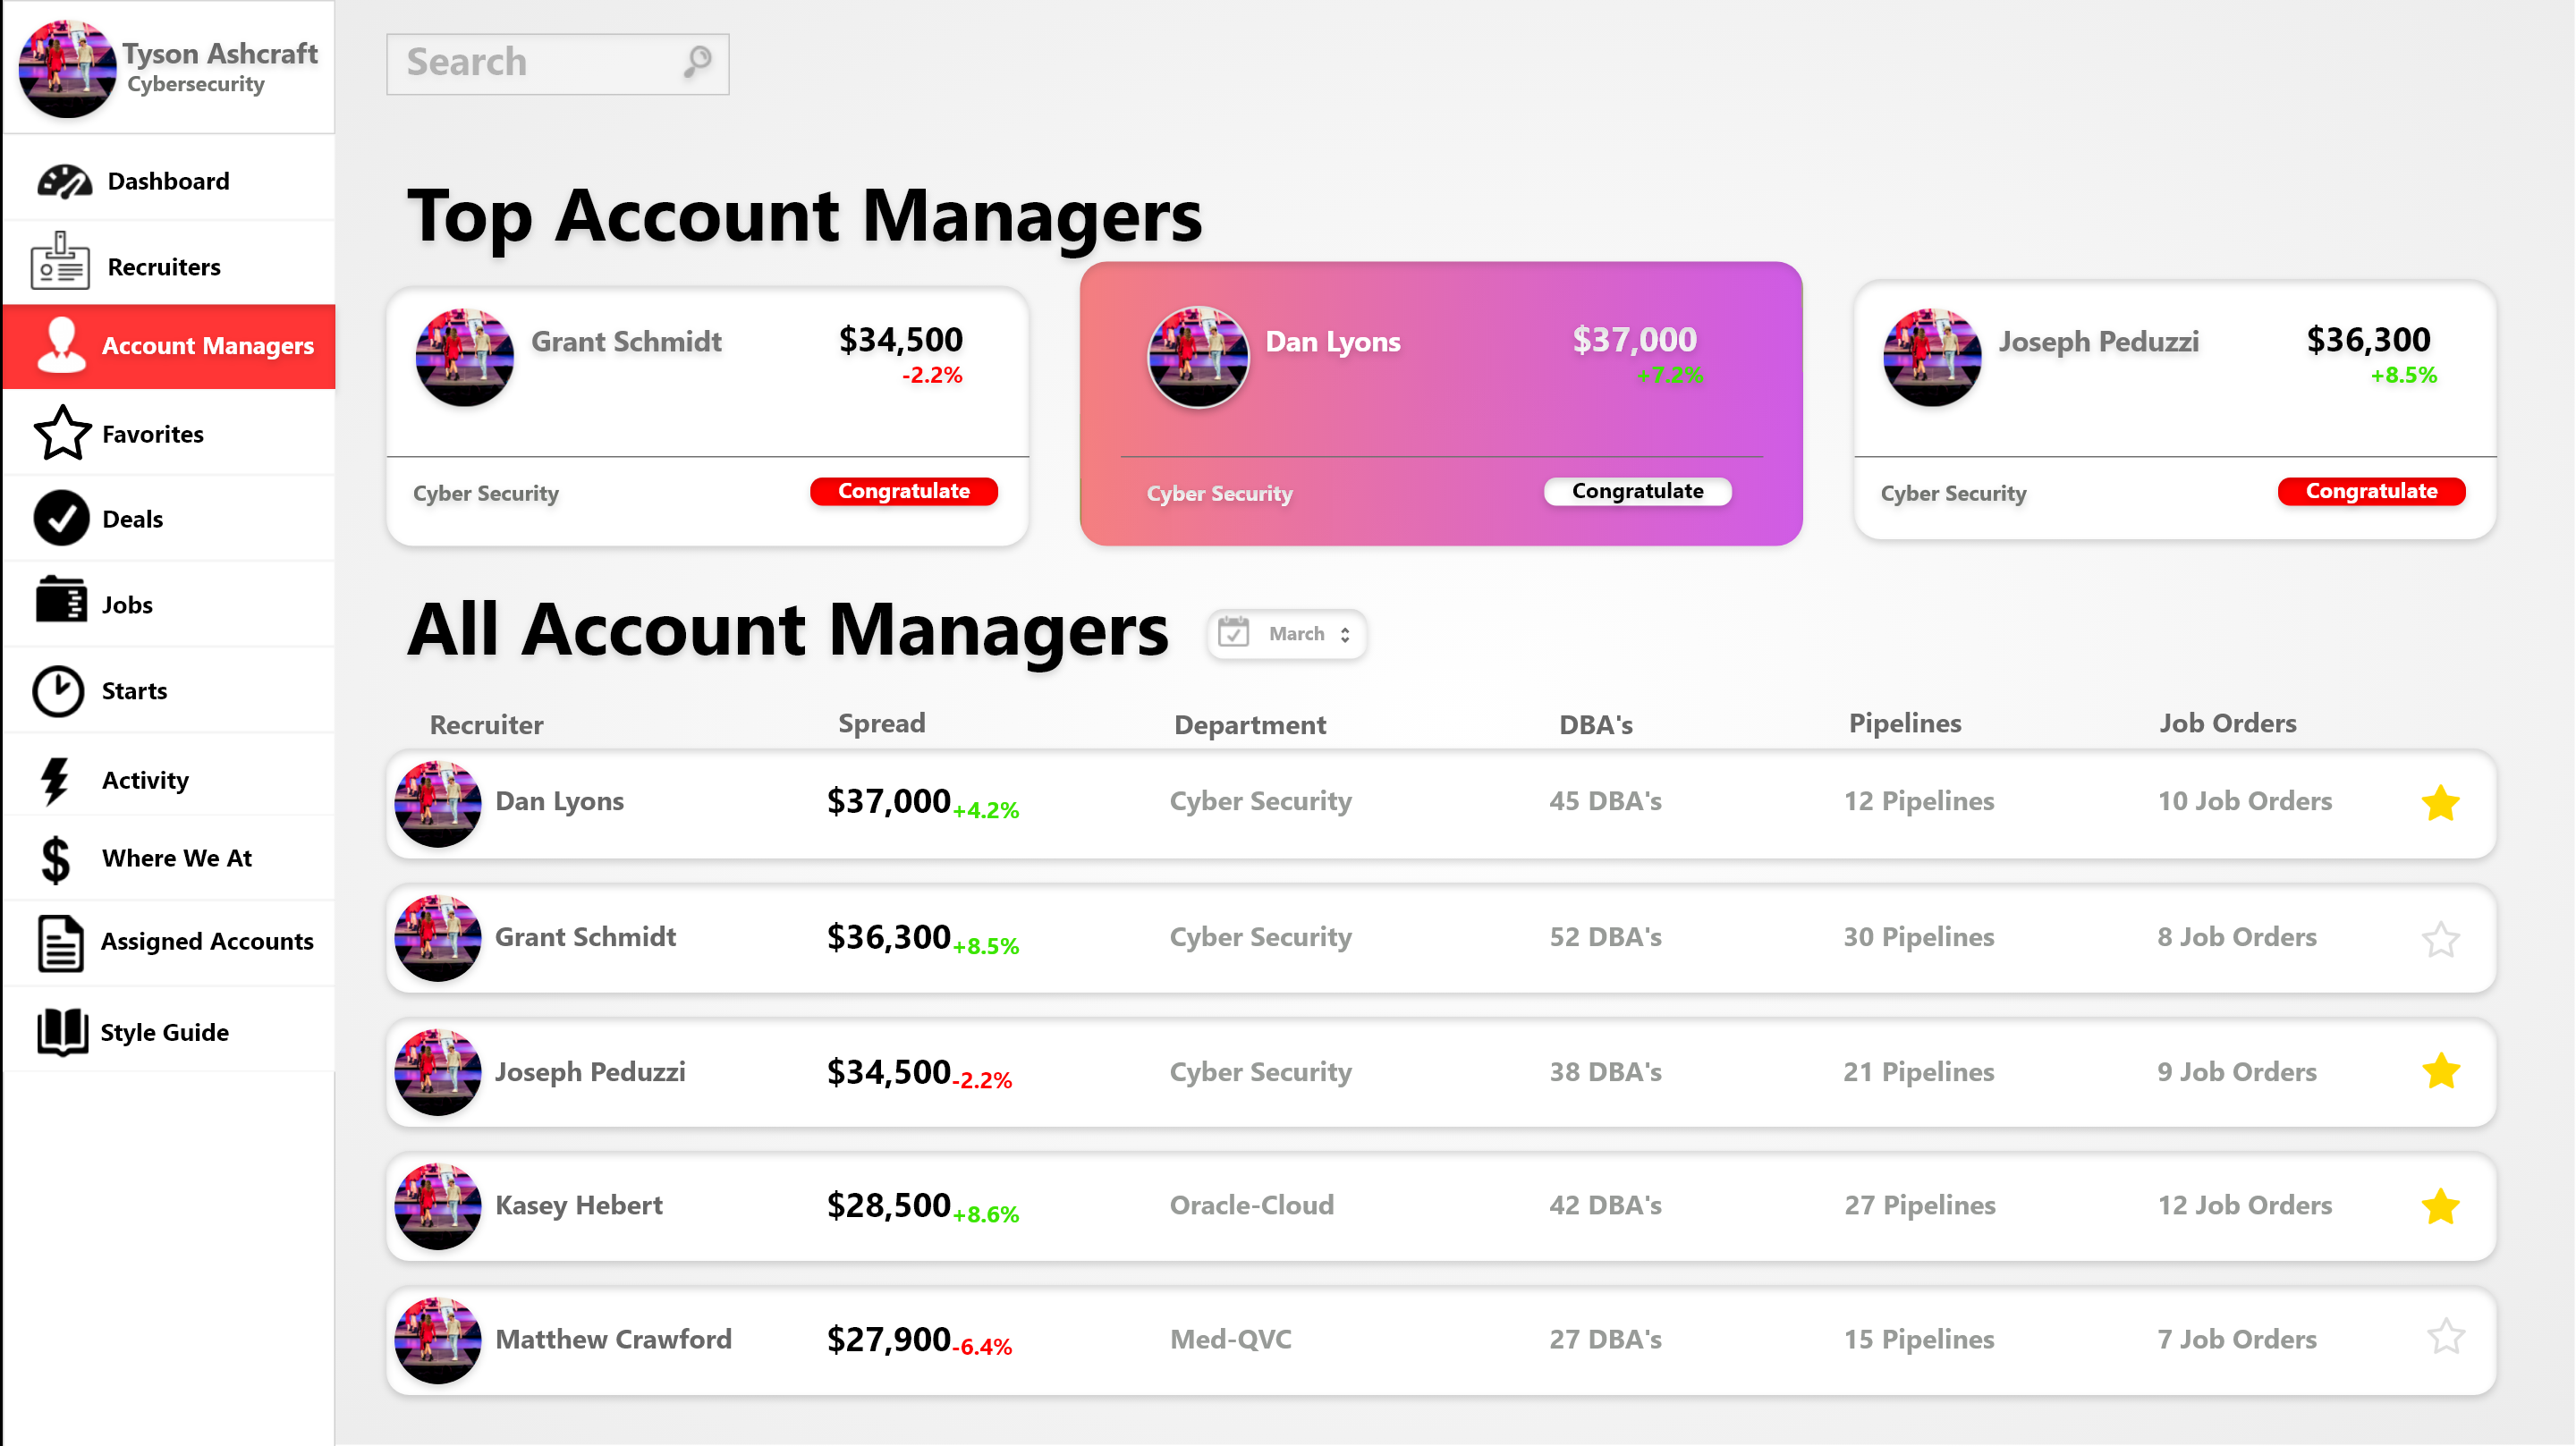 Tyson Ashcraft
Cybersecurity
Dashboard
Recruiters
Account Managers
Favorites
Deals
Jobs
Starts
Activity
Where We At
Assigned Accounts
Style Guide
Search
Top Account Managers
Grant Schmidt $34,500
-2.2%
Cyber Security Congratulate
Dan Lyons $37,000
+7.2%
Cyber Security Congratulate
Joseph Peduzzi $36,300
+8.5%
Cyber Security Congratulate
All Account Managers March
Recruiter Spread Department DBA's Pipelines Job Orders
Dan Lyons $37,000 +4.2% Cyber Security 45 DBA's 12 Pipelines 10 Job Orders
Grant Schmidt $36,300 +8.5% Cyber Security 52 DBA's 30 Pipelines 8 Job Orders
Joseph Peduzzi $34,500 -2.2% Cyber Security 38 DBA's 21 Pipelines 9 Job Orders
Kasey Hebert $28,500 +8.6% Oracle-Cloud 42 DBA's 27 Pipelines 12 Job Orders
Matthew Crawford $27,900 -6.4% Med-QVC 27 DBA's 15 Pipelines 7 Job Orders